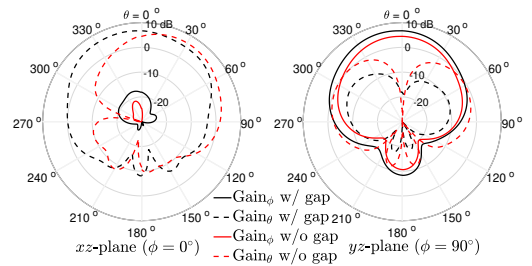 θ = 0°
10 dB
0
-10
-20
30°
60°
90°
120°
150°
180°
210°
240°
270°
300°
330°
θ = 0°
10 dB
0
-10
-20
30°
60°
90°
120°
150°
180°
210°
240°
270°
300°
330°
Gainϕ w/ gap
Gainθ w/ gap
Gainϕ w/o gap
Gainθ w/o gap
xz-plane (ϕ = 0°)
yz-plane (ϕ = 90°)